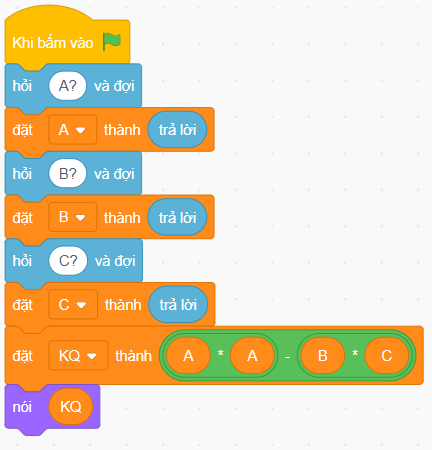 Khi bấm vào
hỏi A? và đợi
đặt A thành trả lời
hỏi B? và đợi
đặt B thành trả lời
hỏi C? và đợi
đặt C thành trả lời
đặt KQ thành A * A - B * C
nói KQ